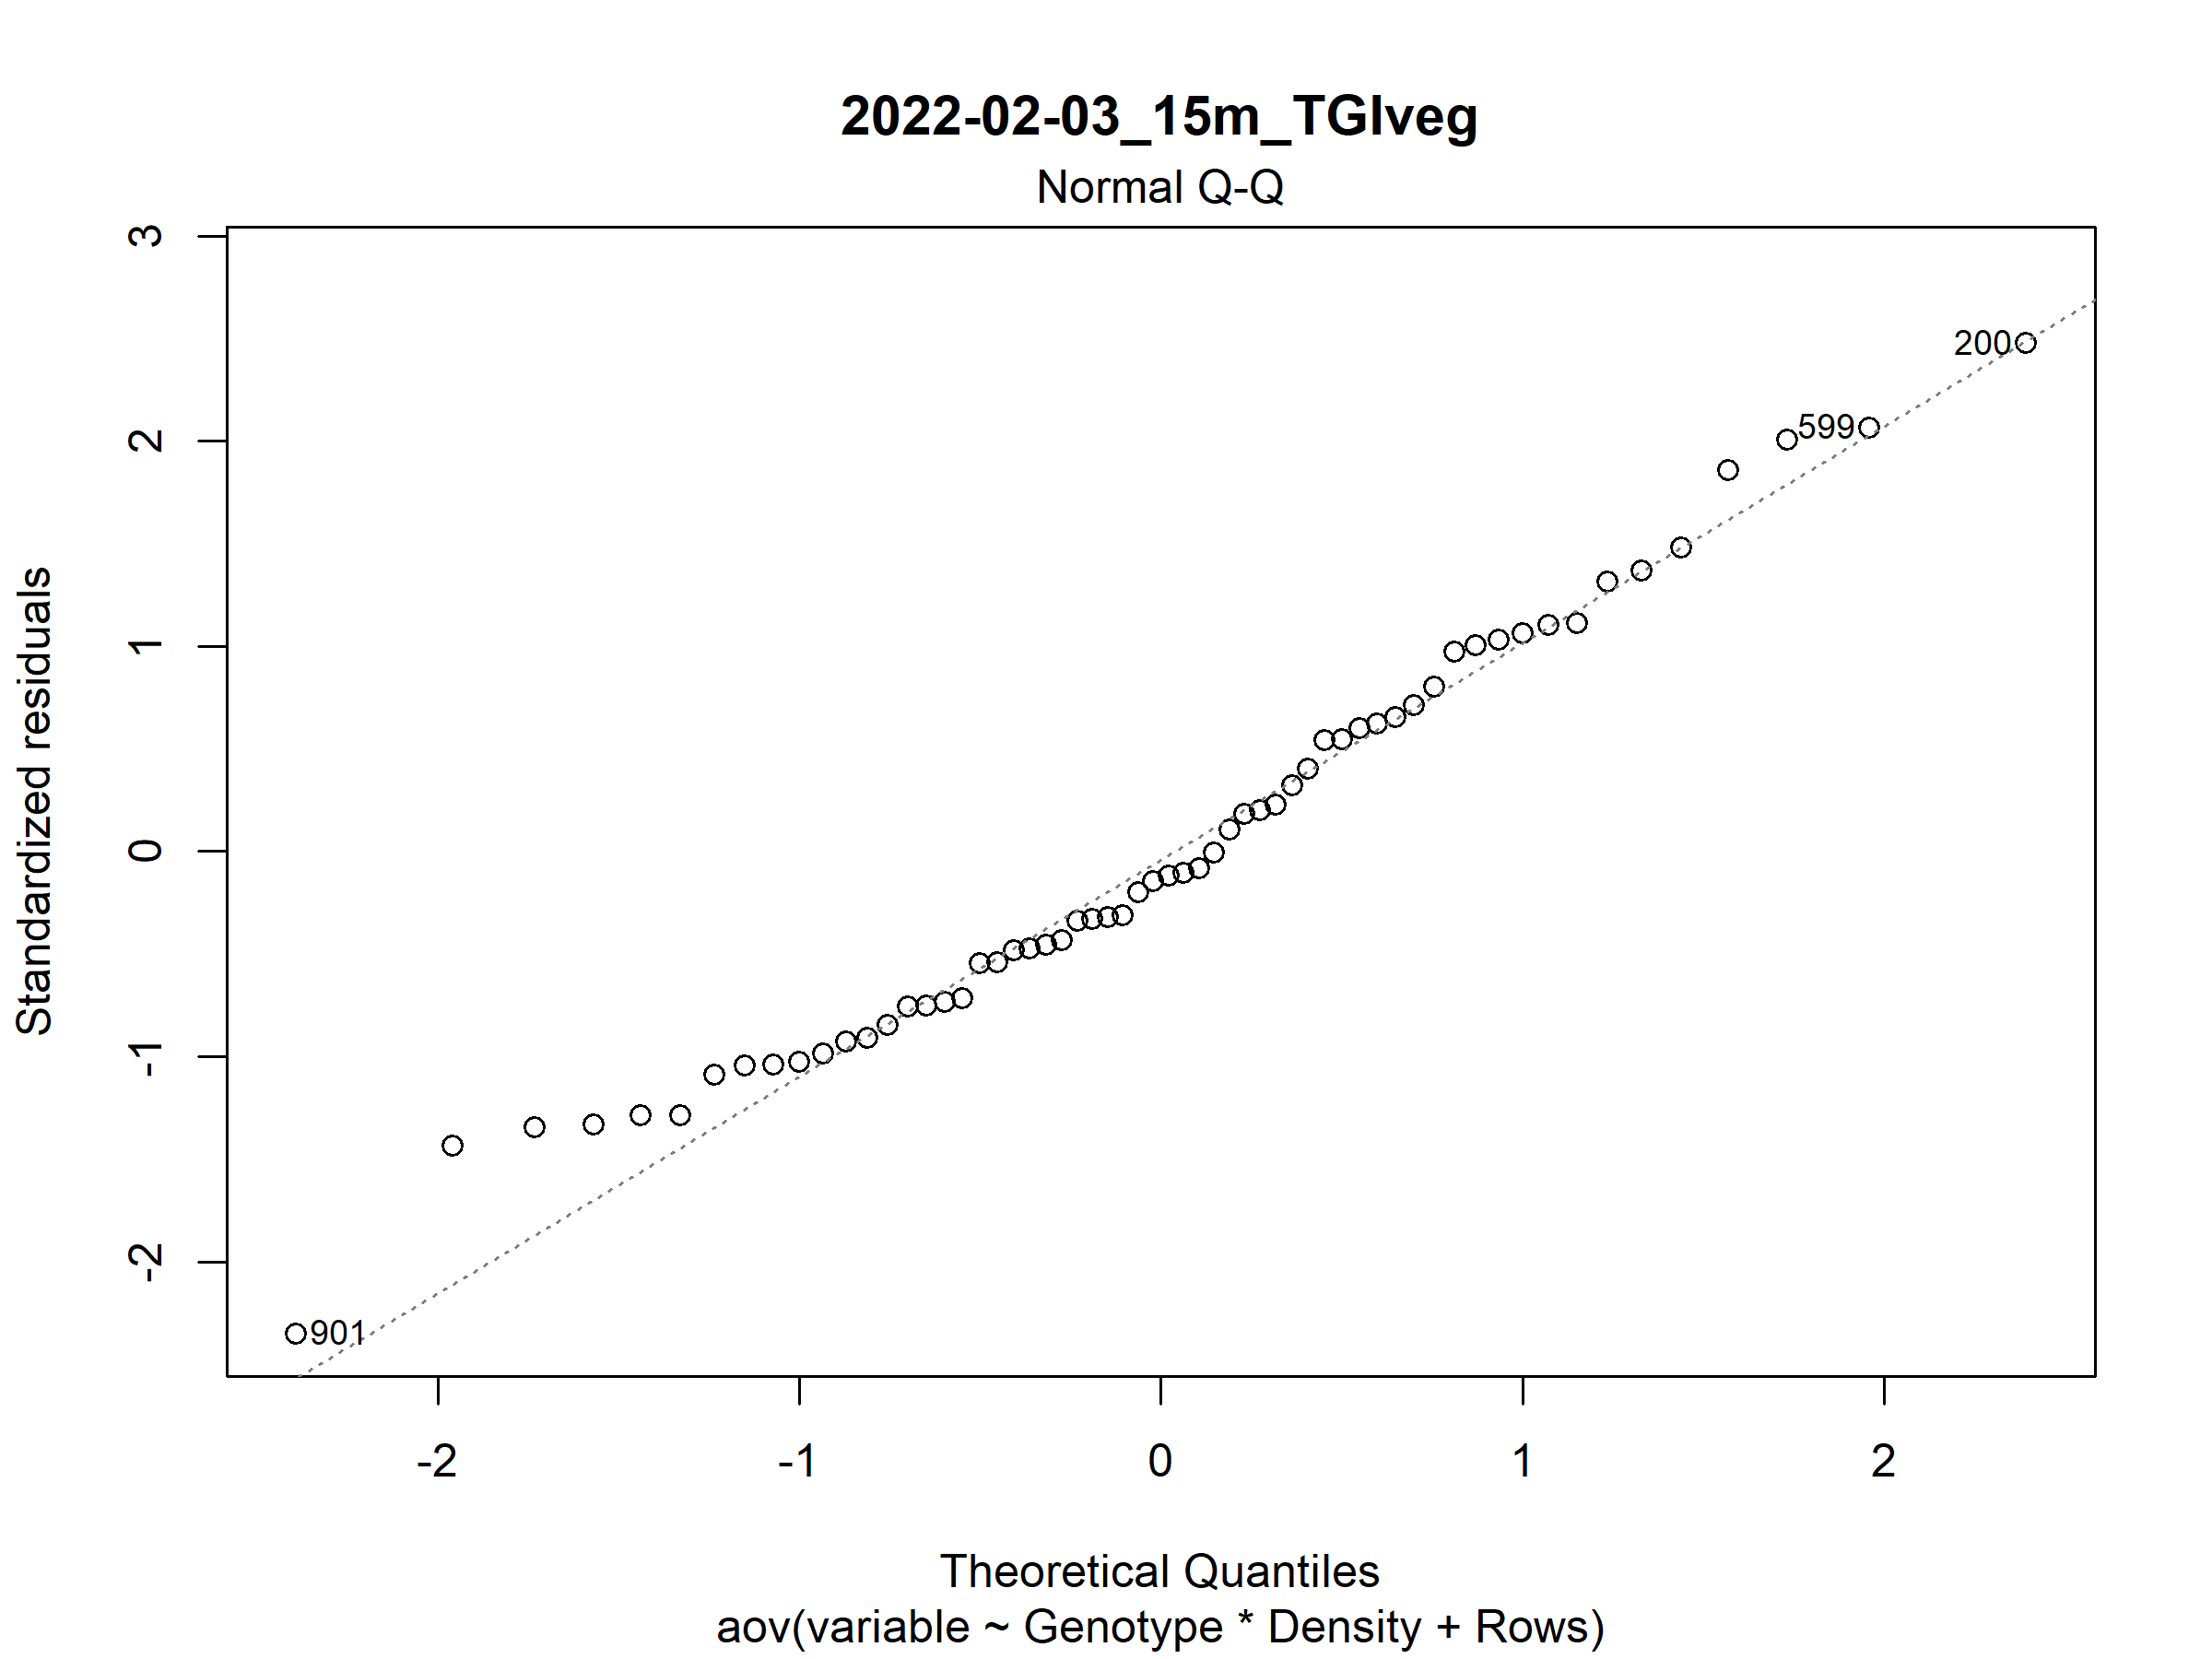 2022-02-03_15m_TGIveg
Normal Q-Q
3
2
1
0
-1
-2
Standardized residuals
200
599
901
-2 -1 0 1 2
Theoretical Quantiles
aov(variable ~ Genotype * Density + Rows)